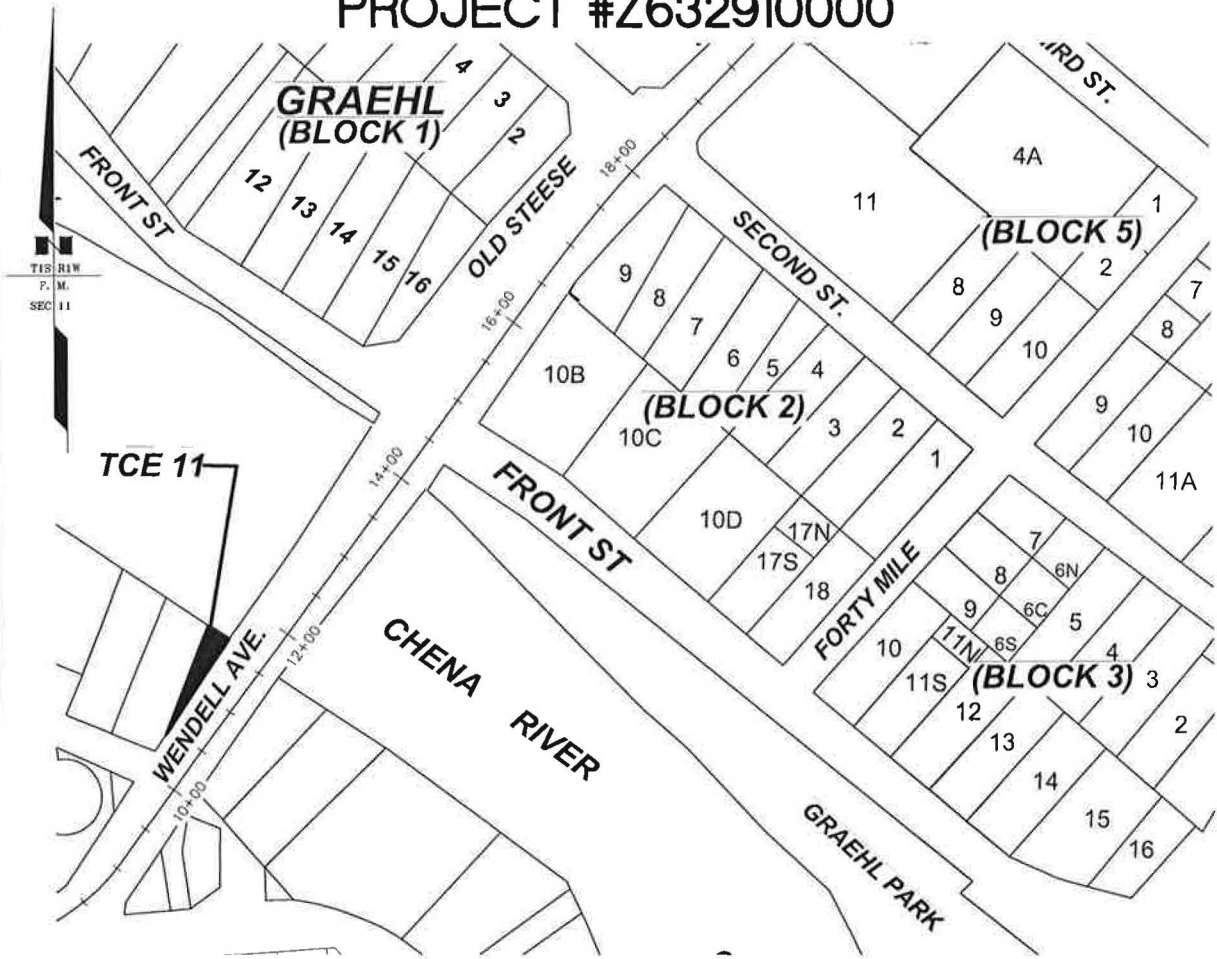 PROJECT #Z632910000
GRAEHL
(BLOCK 1)
4
3
2
12
13
14
15
16
FRONT ST
OLD STEESE
18+00
16+00
14+00
12+00
10+00
T1S R1W
F. M.
SEC 11
SECOND ST.
ST.
11
4A
1
(BLOCK 5)
2
8
9
10
7
8
9
10
11A
9
8
7
6
5
4
3
2
1
(BLOCK 2)
10B
10C
10D
17N
17S
18
FRONT ST
FORTY MILE
7
8
9
10
6N
6C
6S
5
4
3
2
11N
11S
(BLOCK 3)
12
13
14
15
16
TCE 11
WENDELL AVE.
CHENA
RIVER
GRAEHL PARK